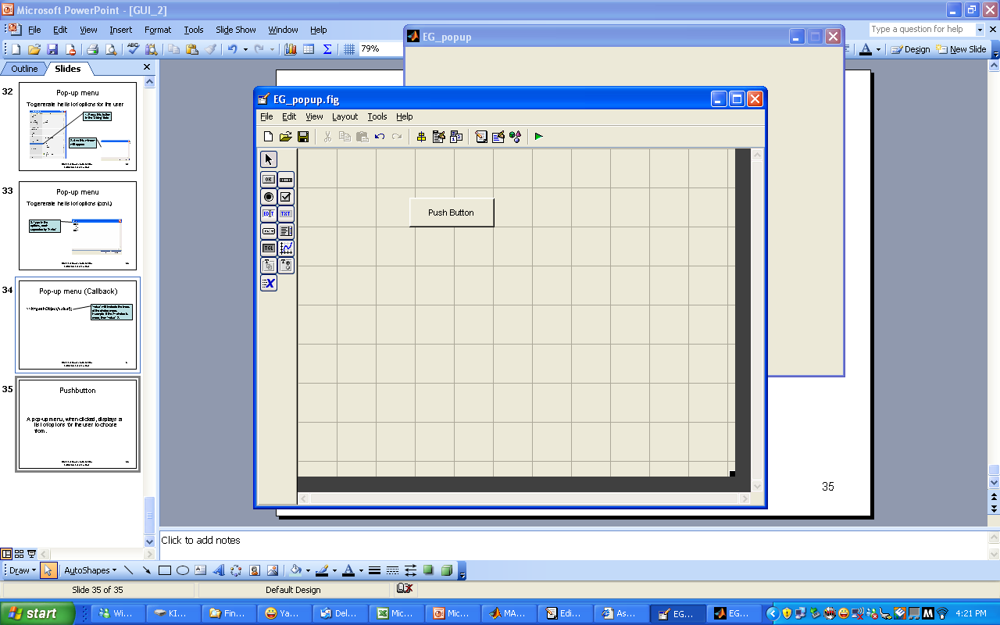 Microsoft PowerPoint - [GUI_2]
File Edit View Insert Format Tools Slide Show Window Help
Type a question for help
79%
Design
New Slide
EG_popup
Outline
Slides
32
Pop-up menu
To generate the list of options for the user
33
Pop-up menu
To generate the list of options (cont.)
34
Pop-up menu (Callback)
35
Pushbutton
A pop-up menu, when clicked, displays a
list of options for the user to choose
from.
EG_popup.fig
File Edit View Layout Tools Help
OK
EDIT
TXT
TGL
Push Button
35
Click to add notes
Draw
AutoShapes
Slide 35 of 35
Default Design
start
Wi...
KI...
Fin...
Ya...
Del...
Mic...
Mic...
MA...
Edi...
As...
EG...
EG...
4:21 PM